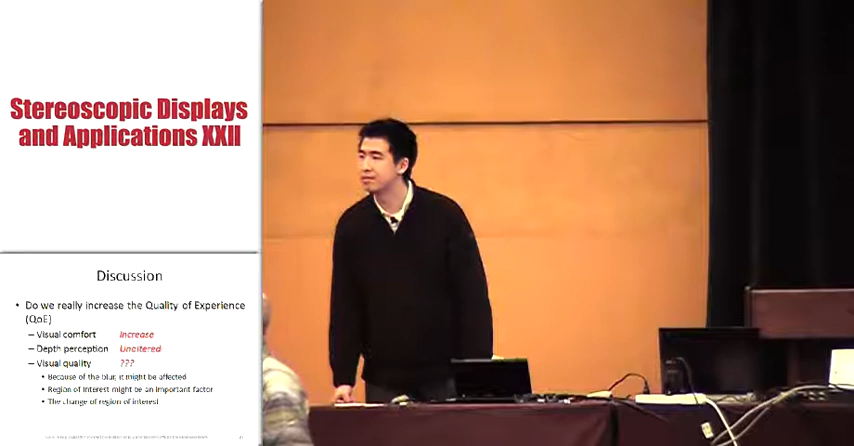 Stereoscopic Displays
and Applications XXII
Discussion
• Do we really increase the Quality of Experience
(QoE)
– Visual comfort Increase
– Depth perception Unaltered
– Visual quality ???
• Because of the blur, it might be affected
• Region of Interest might be an important factor
• The change of region of interest